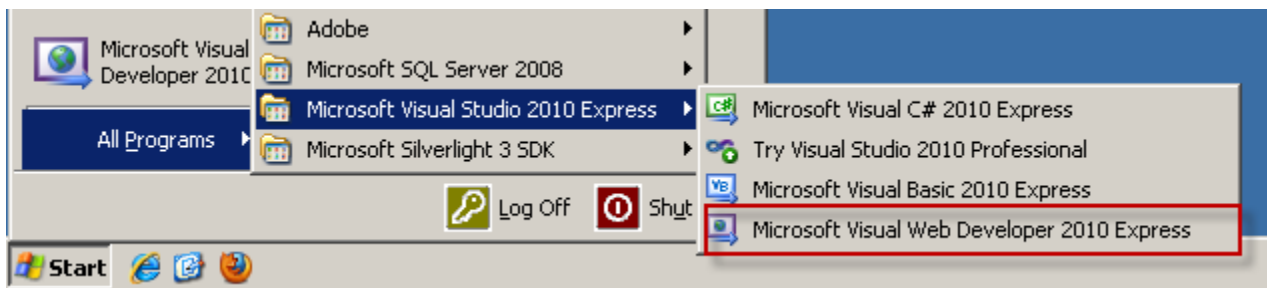 Microsoft Visual
Developer 2010
All Programs
Adobe
Microsoft SQL Server 2008
Microsoft Visual Studio 2010 Express
Microsoft Silverlight 3 SDK
Microsoft Visual C# 2010 Express
Try Visual Studio 2010 Professional
Microsoft Visual Basic 2010 Express
Microsoft Visual Web Developer 2010 Express
Log Off
Shut
Start